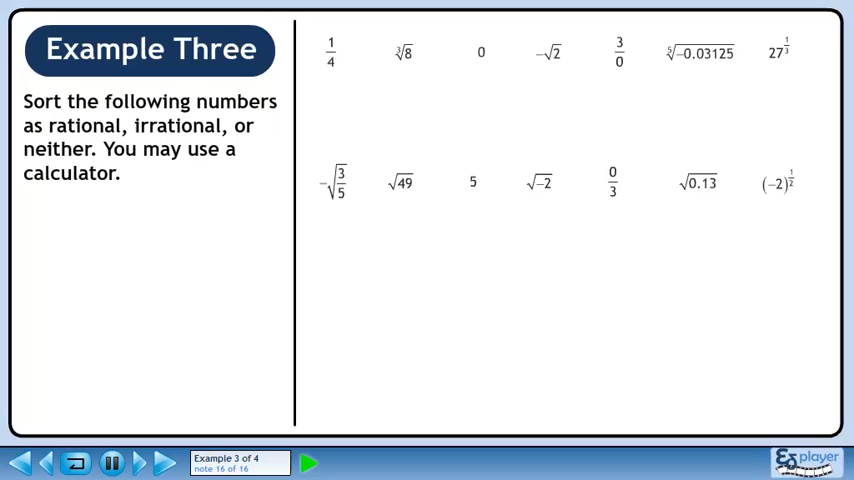 Example Three
Sort the following numbers
as rational, irrational, or
neither. You may use a
calculator.
1/4 ∛8 0 −√2 3/0 ⁵√−0.03125 27^(1/3)
−√(3/5) √49 5 √−2 0/3 √0.13 (−2)^(1/2)
Example 3 of 4
note 16 of 16
player